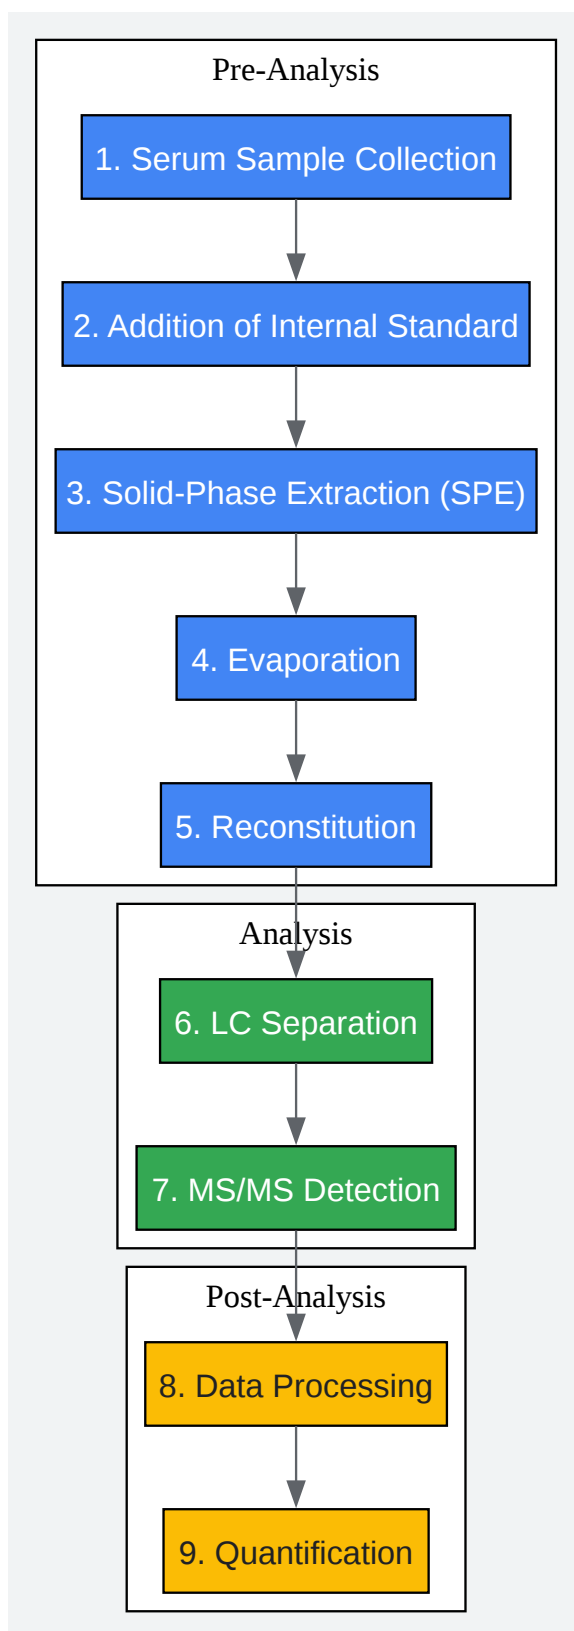 Pre-Analysis
1. Serum Sample Collection
2. Addition of Internal Standard
3. Solid-Phase Extraction (SPE)
4. Evaporation
5. Reconstitution
Analysis
6. LC Separation
7. MS/MS Detection
Post-Analysis
8. Data Processing
9. Quantification